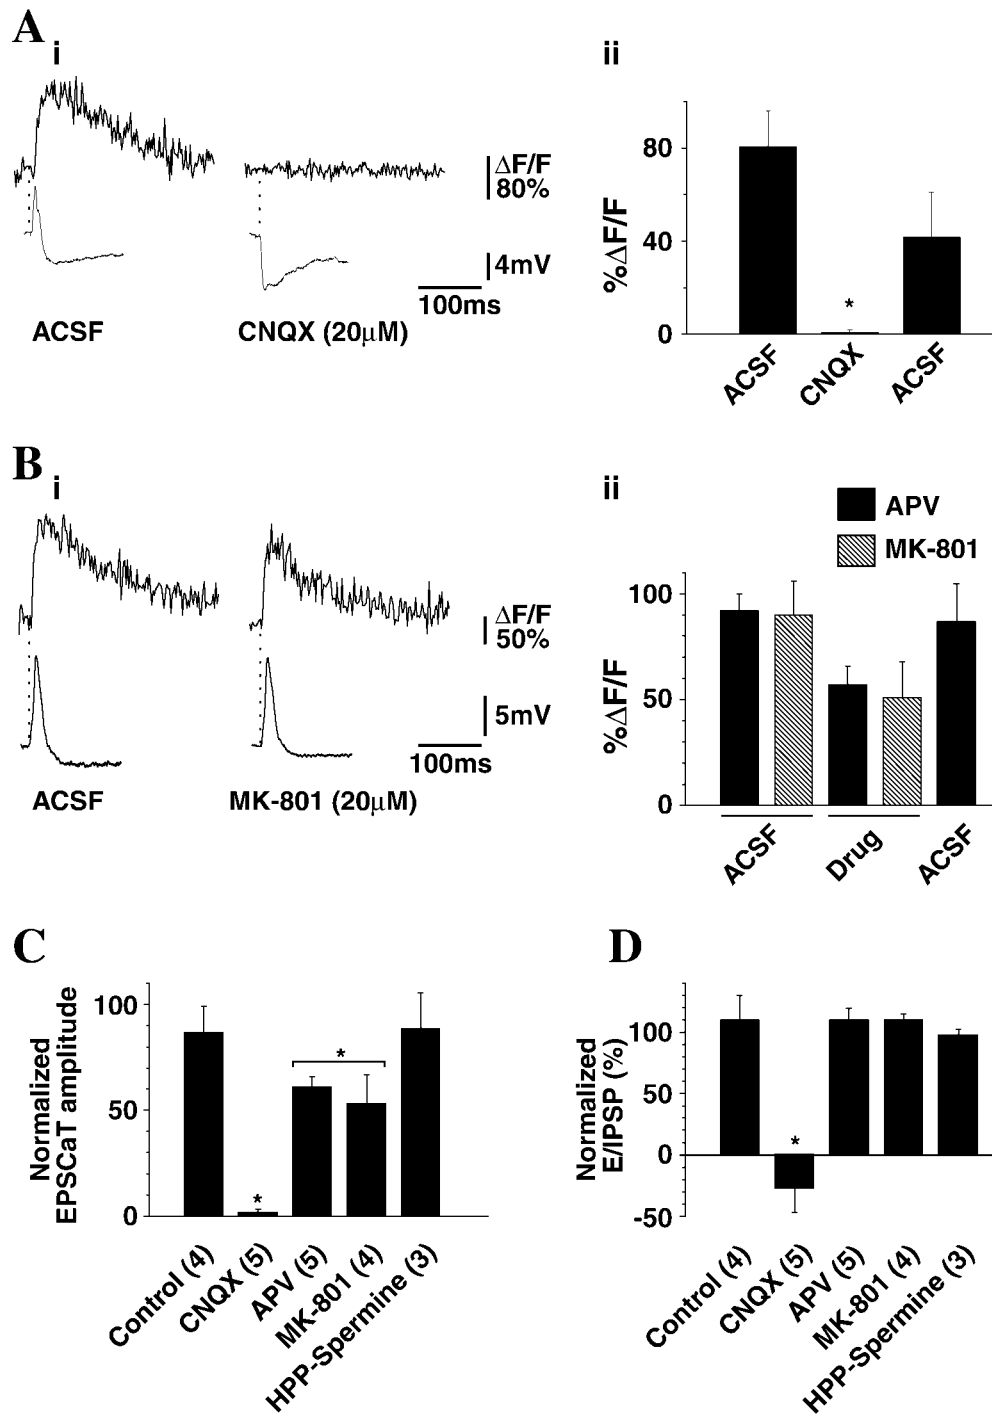 A
i
ii
ΔF/F
80%
4mV
100ms
ACSF
CNQX (20μM)
%ΔF/F
80
40
0
*
ACSF
CNQX
ACSF
B
i
ii
APV
MK-801
ΔF/F
50%
5mV
100ms
ACSF
MK-801 (20μM)
%ΔF/F
100
50
0
ACSF
Drug
ACSF
C
Normalized
EPSCaT amplitude
100
50
0
*
*
Control (4)
CNQX (5)
APV (5)
MK-801 (4)
HPP-Spermine (3)
D
Normalized
E/IPSP (%)
100
50
0
-50
*
Control (4)
CNQX (5)
APV (5)
MK-801 (4)
HPP-Spermine (3)